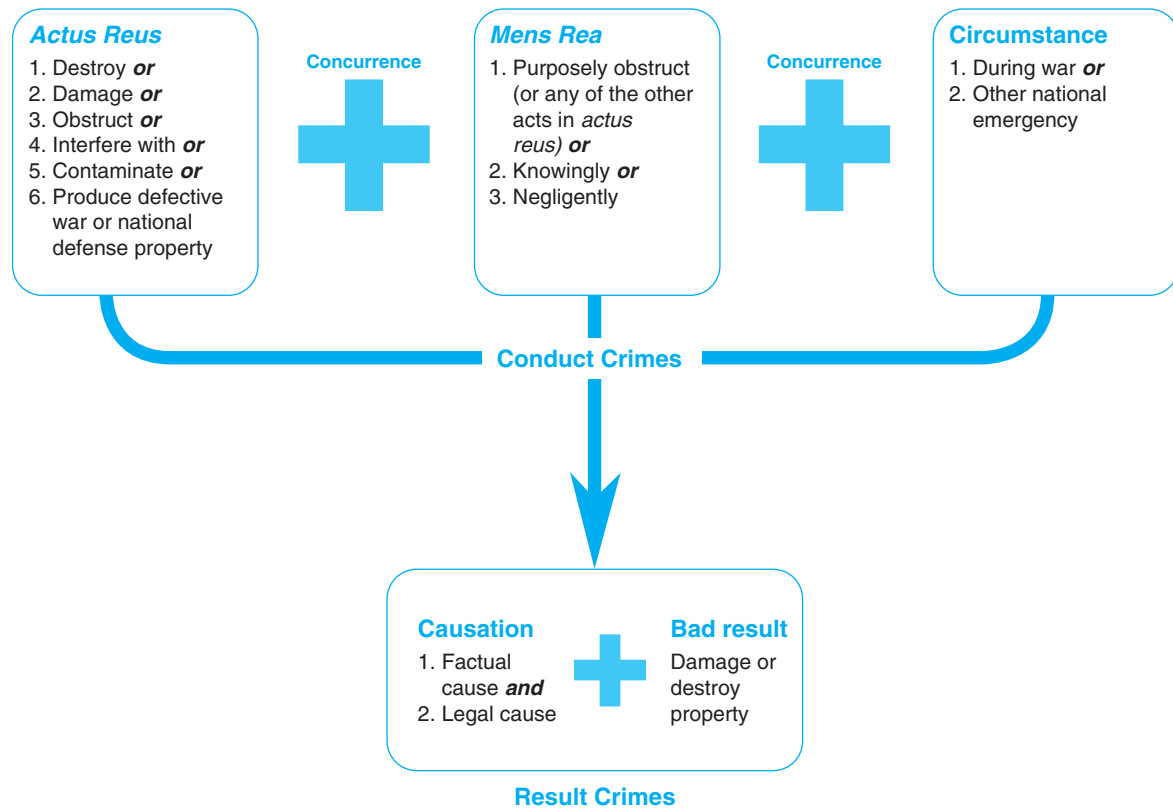 Actus Reus
1. Destroy or
2. Damage or
3. Obstruct or
4. Interfere with or
5. Contaminate or
6. Produce defective
war or national
defense property
Concurrence
Mens Rea
1. Purposely obstruct
(or any of the other
acts in actus
reus) or
2. Knowingly or
3. Negligently
Concurrence
Circumstance
1. During war or
2. Other national
emergency
Conduct Crimes
Causation
1. Factual
cause and
2. Legal cause
Bad result
Damage or
destroy
property
Result Crimes